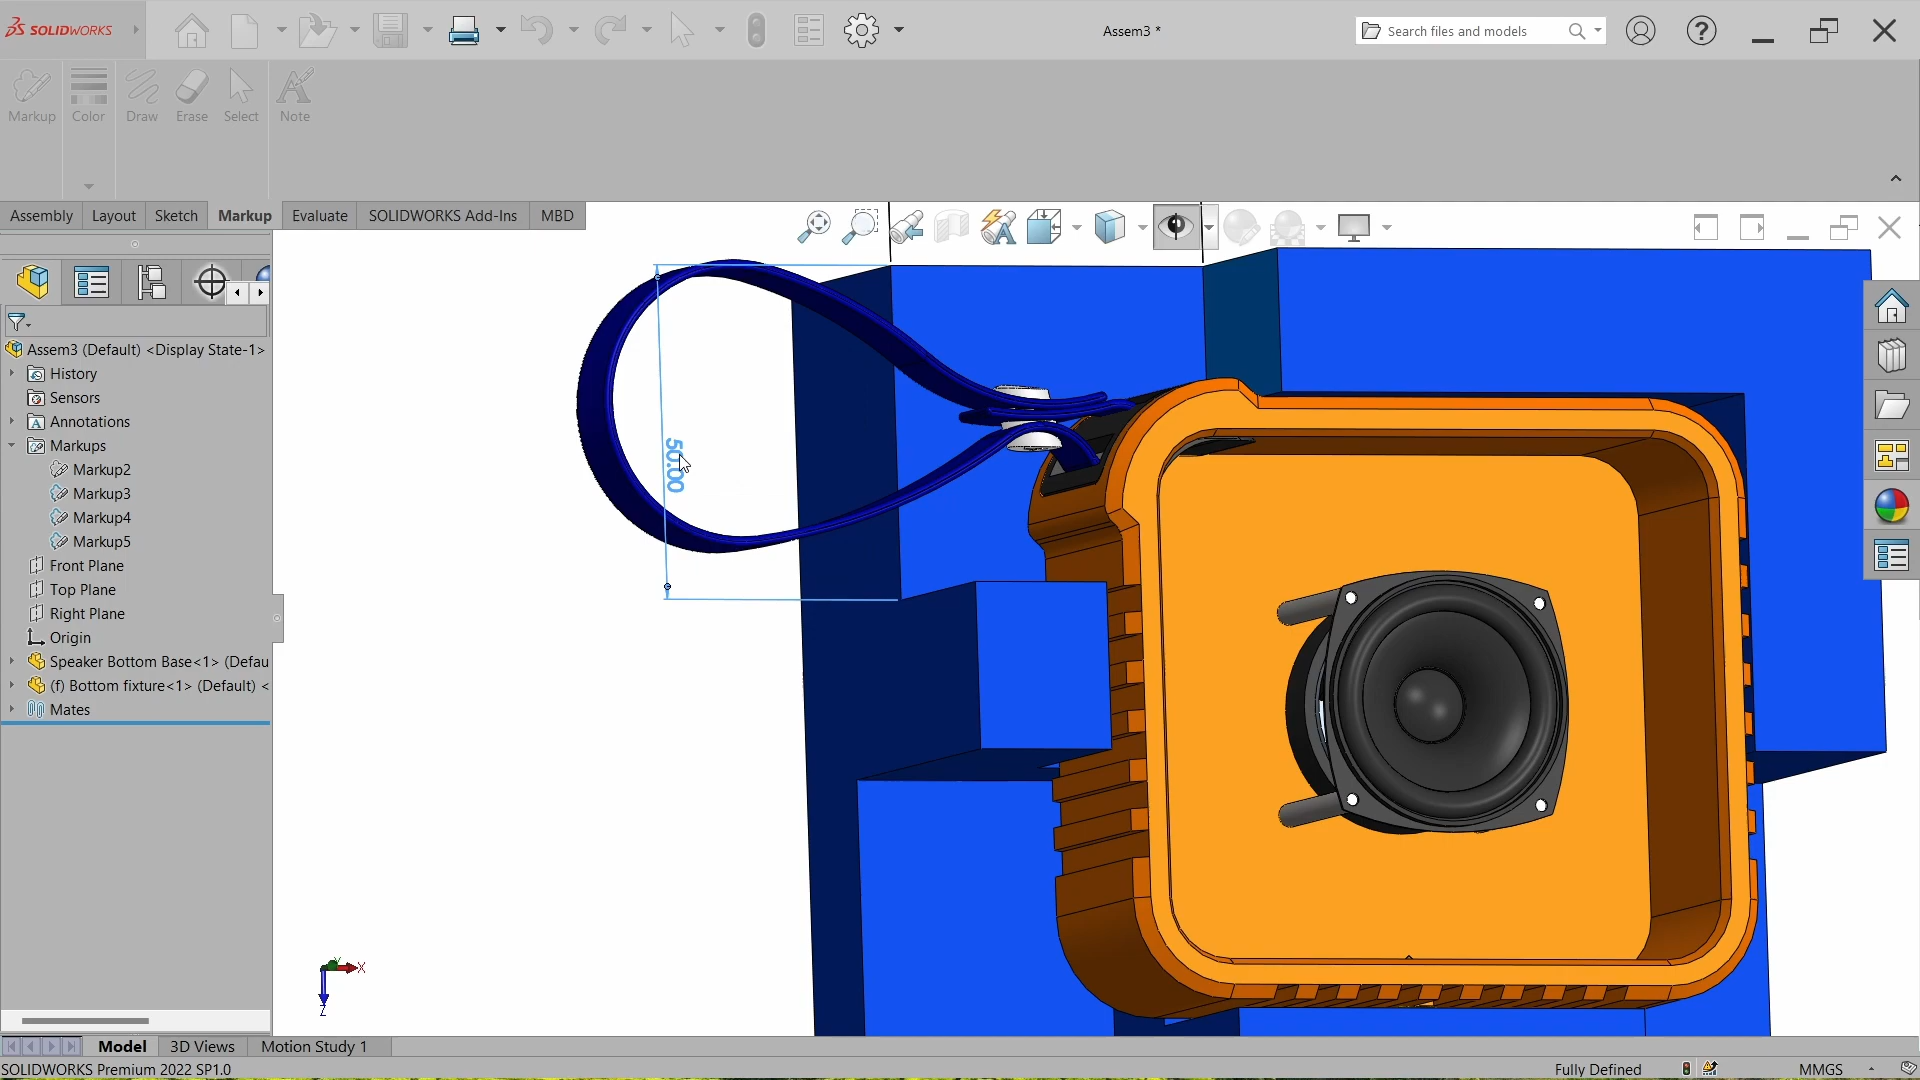 SOLIDWORKS
Assem3 *
Search files and models
Markup
Color
Draw
Erase
Select
Note
Assembly
Layout
Sketch
Markup
Evaluate
SOLIDWORKS Add-Ins
MBD
Assem3 (Default) <Display State-1>
History
Sensors
Annotations
Markups
Markup2
Markup3
Markup4
Markup5
Front Plane
Top Plane
Right Plane
Origin
Speaker Bottom Base<1> (Defau
(f) Bottom fixture<1> (Default) <
Mates
50.00
Y
X
Z
Model
3D Views
Motion Study 1
SOLIDWORKS Premium 2022 SP1.0
Fully Defined
MMGS